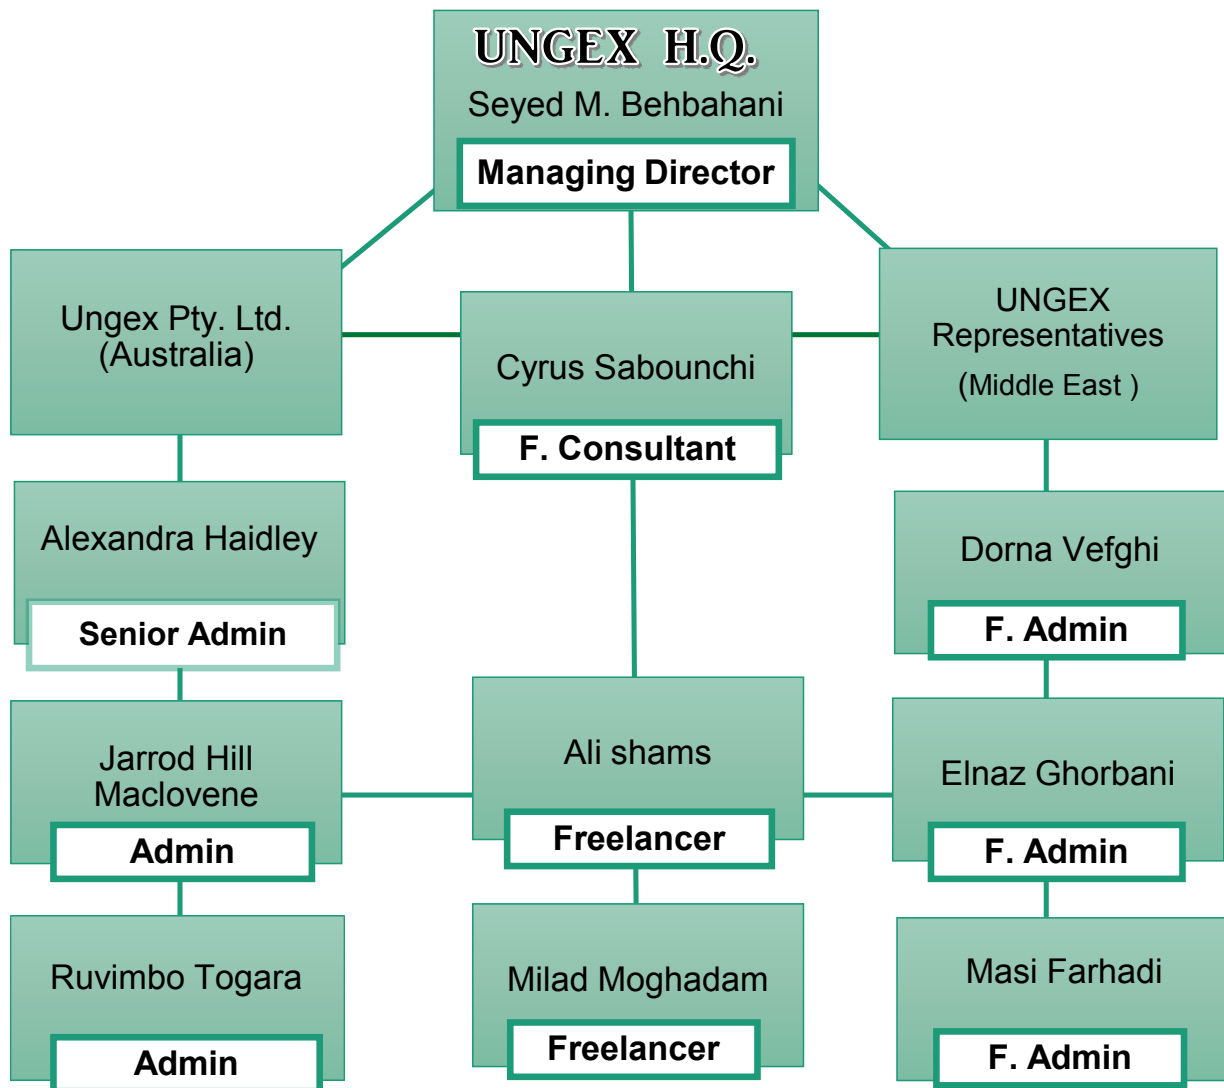 UNGEX H.Q.
Seyed M. Behbahani
Managing Director
Ungex Pty. Ltd.
(Australia)
Cyrus Sabounchi
F. Consultant
UNGEX
Representatives
(Middle East )
Alexandra Haidley
Senior Admin
Dorna Vefghi
F. Admin
Jarrod Hill
Maclovene
Admin
Ali shams
Freelancer
Elnaz Ghorbani
F. Admin
Ruvimbo Togara
Admin
Milad Moghadam
Freelancer
Masi Farhadi
F. Admin